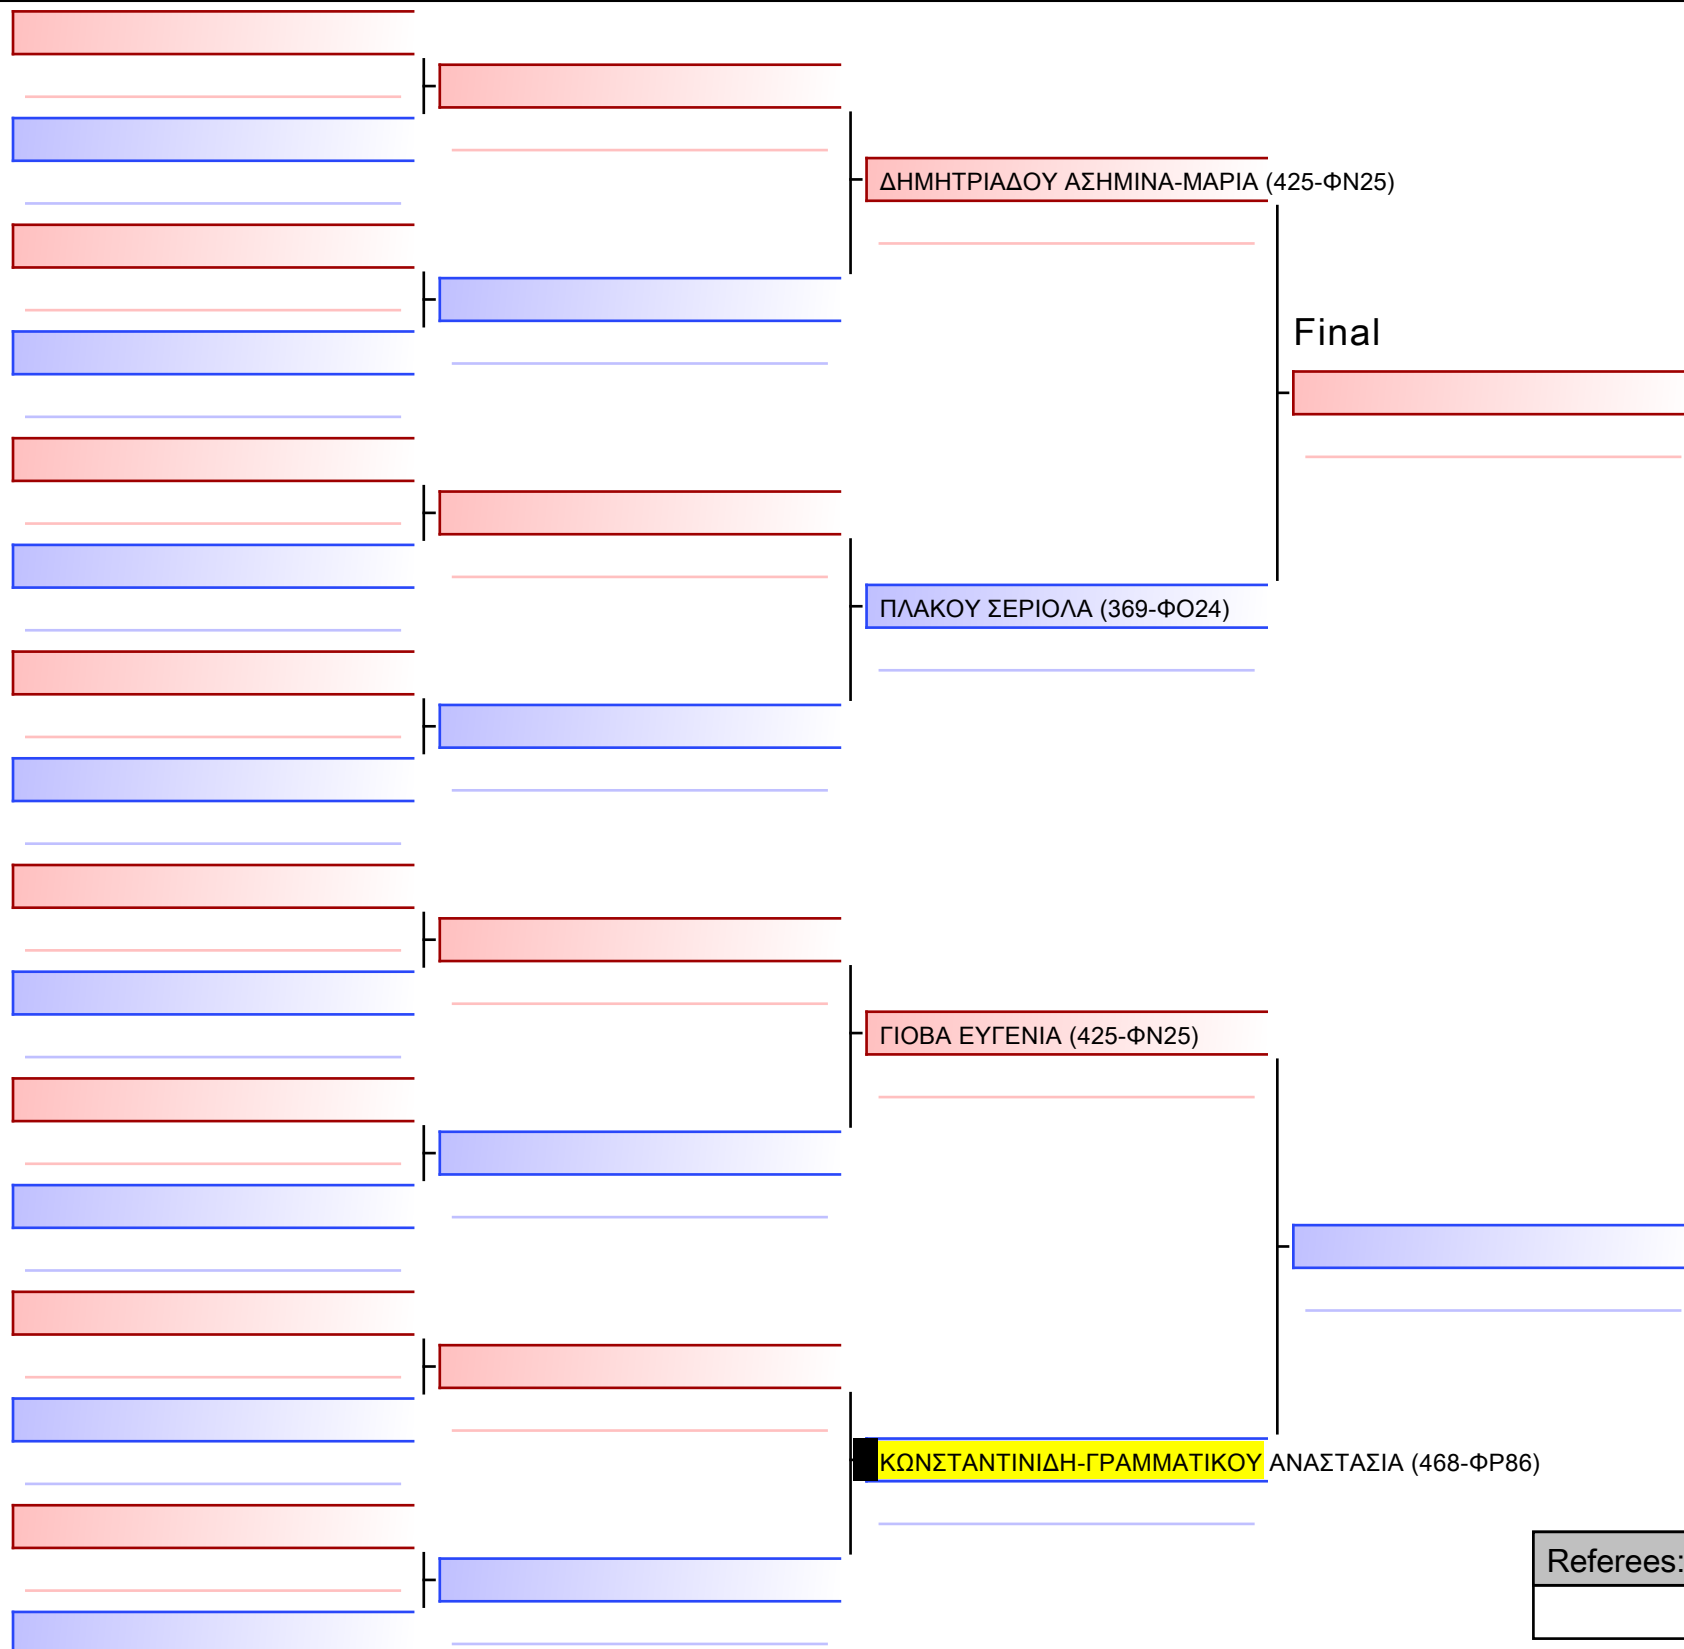 ΔΗΜΗΤΡΙΑΔΟΥ ΑΣΗΜΙΝΑ-ΜΑΡΙΑ (425-ΦΝ25)
Final
ΠΛΑΚΟΥ ΣΕΡΙΟΛΑ (369-ΦΟ24)
ΓΙΟΒΑ ΕΥΓΕΝΙΑ (425-ΦΝ25)
ΚΩΝΣΤΑΝΤΙΝΙΔΗ-ΓΡΑΜΜΑΤΙΚΟΥ ΑΝΑΣΤΑΣΙΑ (468-ΦΡ86)
Referees: